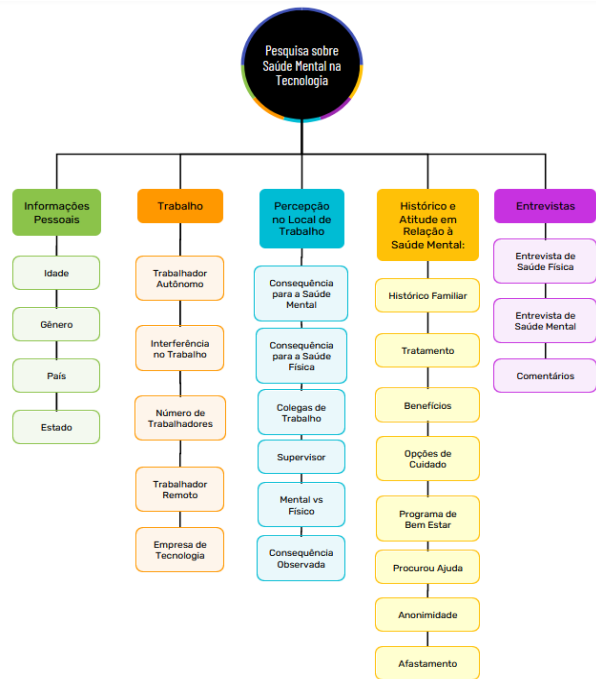 Pesquisa sobre
Saúde Mental na
Tecnologia
Informações
Pessoais
Idade
Gênero
País
Estado
Trabalho
Trabalhador
Autônomo
Interferência
no Trabalho
Número de
Trabalhadores
Trabalhador
Remoto
Empresa de
Tecnologia
Percepção
no Local de
Trabalho
Consequência
para a Saúde
Mental
Consequência
para a Saúde
Física
Colegas de
Trabalho
Supervisor
Mental vs
Físico
Consequência
Observada
Histórico e
Atitude em
Relação à
Saúde Mental:
Histórico Familiar
Tratamento
Benefícios
Opções de
Cuidado
Programa de
Bem Estar
Procurou Ajuda
Anonimidade
Afastamento
Entrevistas
Entrevista de
Saúde Física
Entrevista de
Saúde Mental
Comentários